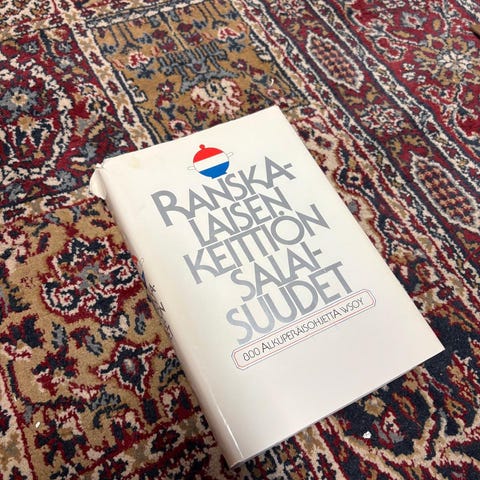 RANSKA-
LAISEN
KEITTIÖN
SALAI-
SUUDET
800 ALKUPERÄISOHJETTA WSOY